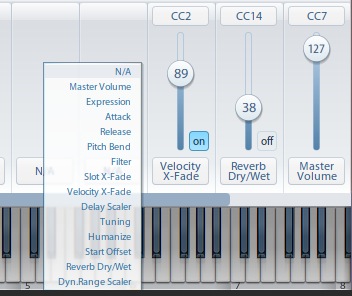 CC2
CC14
CC7
127
89
38
on
off
Velocity
X-Fade
Reverb
Dry/Wet
Master
Volume
N/A
Master Volume
Expression
Attack
Release
Pitch Bend
Filter
Slot X-Fade
Velocity X-Fade
Delay Scaler
Tuning
Humanize
Start Offset
Reverb Dry/Wet
Dyn.Range Scaler
5
7
8